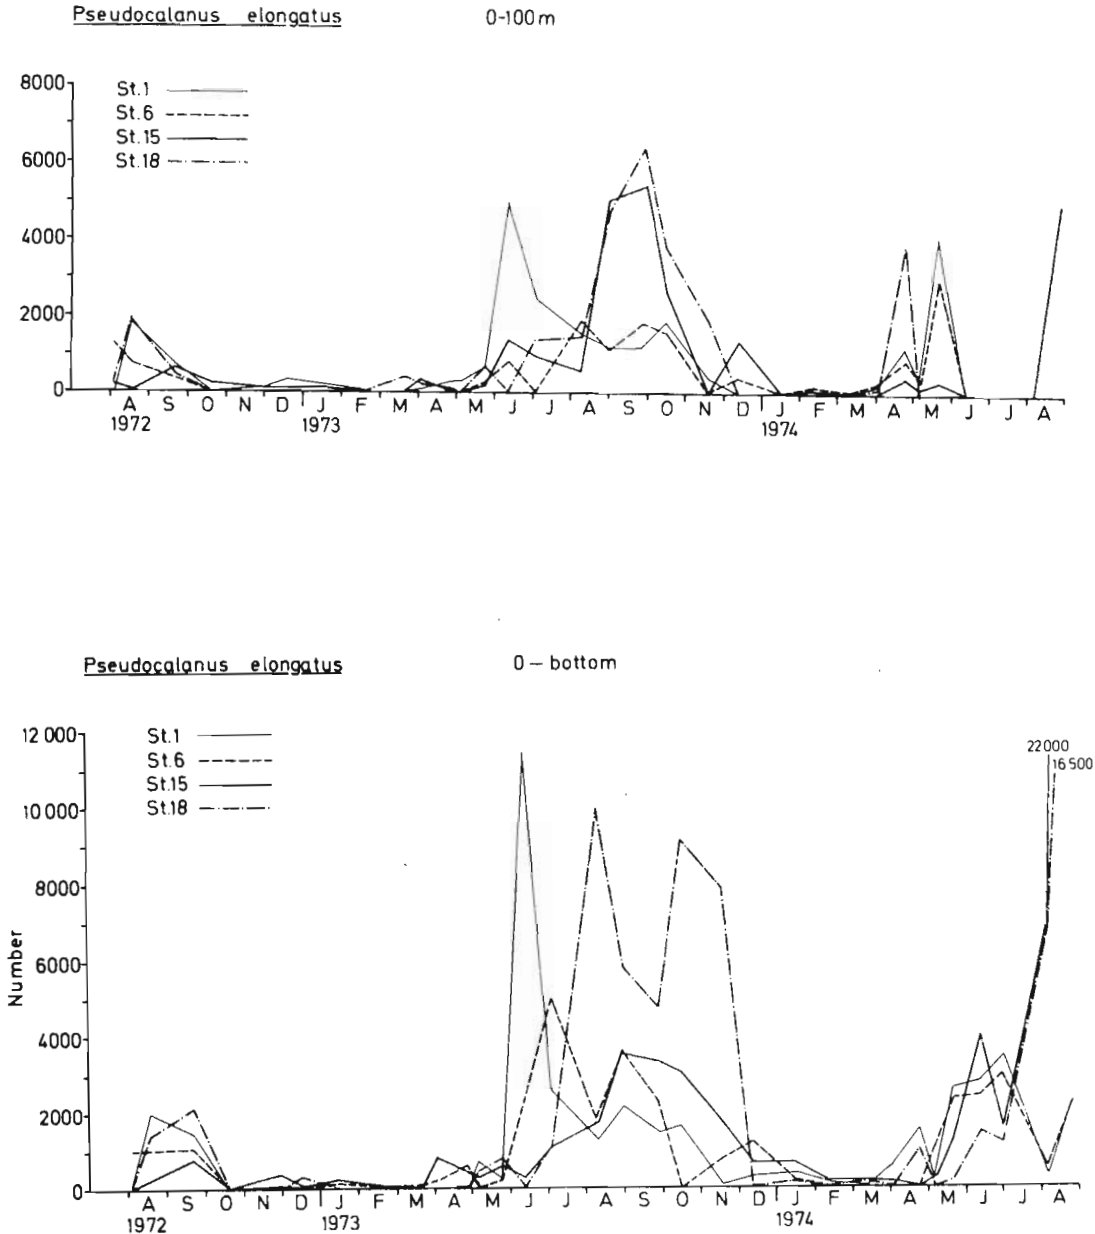 Pseudocalanus elongatus 0-100m
8000
St.1
St.6
St.15
6000
St.18
4000
2000
0
A S O N D J F M A M J J A S O N D J F M A M J J A
1972 1973 1974
Pseudocalanus elongatus 0 – bottom
12 000
St.1
22000
St.6
16 500
St.15
10 000
St.18
8000
Number
6000
4000
2000
0
A S O N D J F M A M J J A S O N D J F M A M J J A
1972 1973 1974